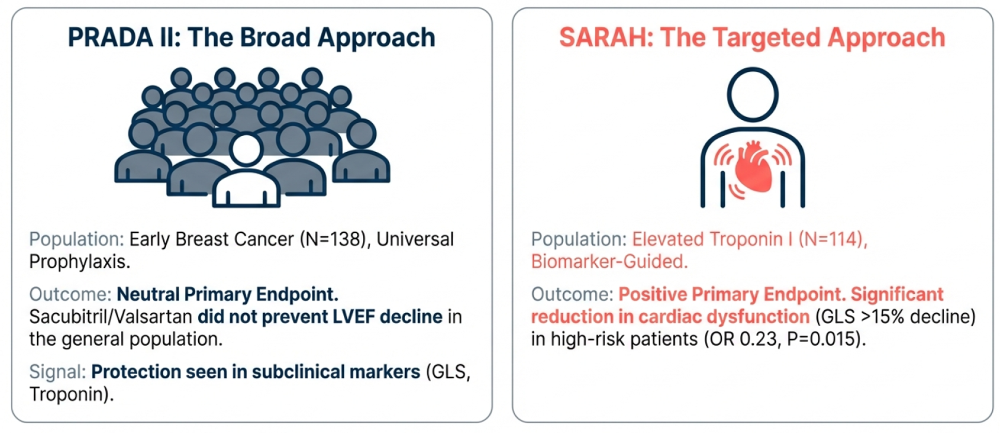 PRADA II: The Broad Approach
Population: Early Breast Cancer (N=138), Universal
Prophylaxis.
Outcome: Neutral Primary Endpoint.
Sacubitril/Valsartan did not prevent LVEF decline in
the general population.
Signal: Protection seen in subclinical markers (GLS,
Troponin).
SARAH: The Targeted Approach
Population: Elevated Troponin I (N=114),
Biomarker-Guided.
Outcome: Positive Primary Endpoint. Significant
reduction in cardiac dysfunction (GLS >15% decline)
in high-risk patients (OR 0.23, P=0.015).